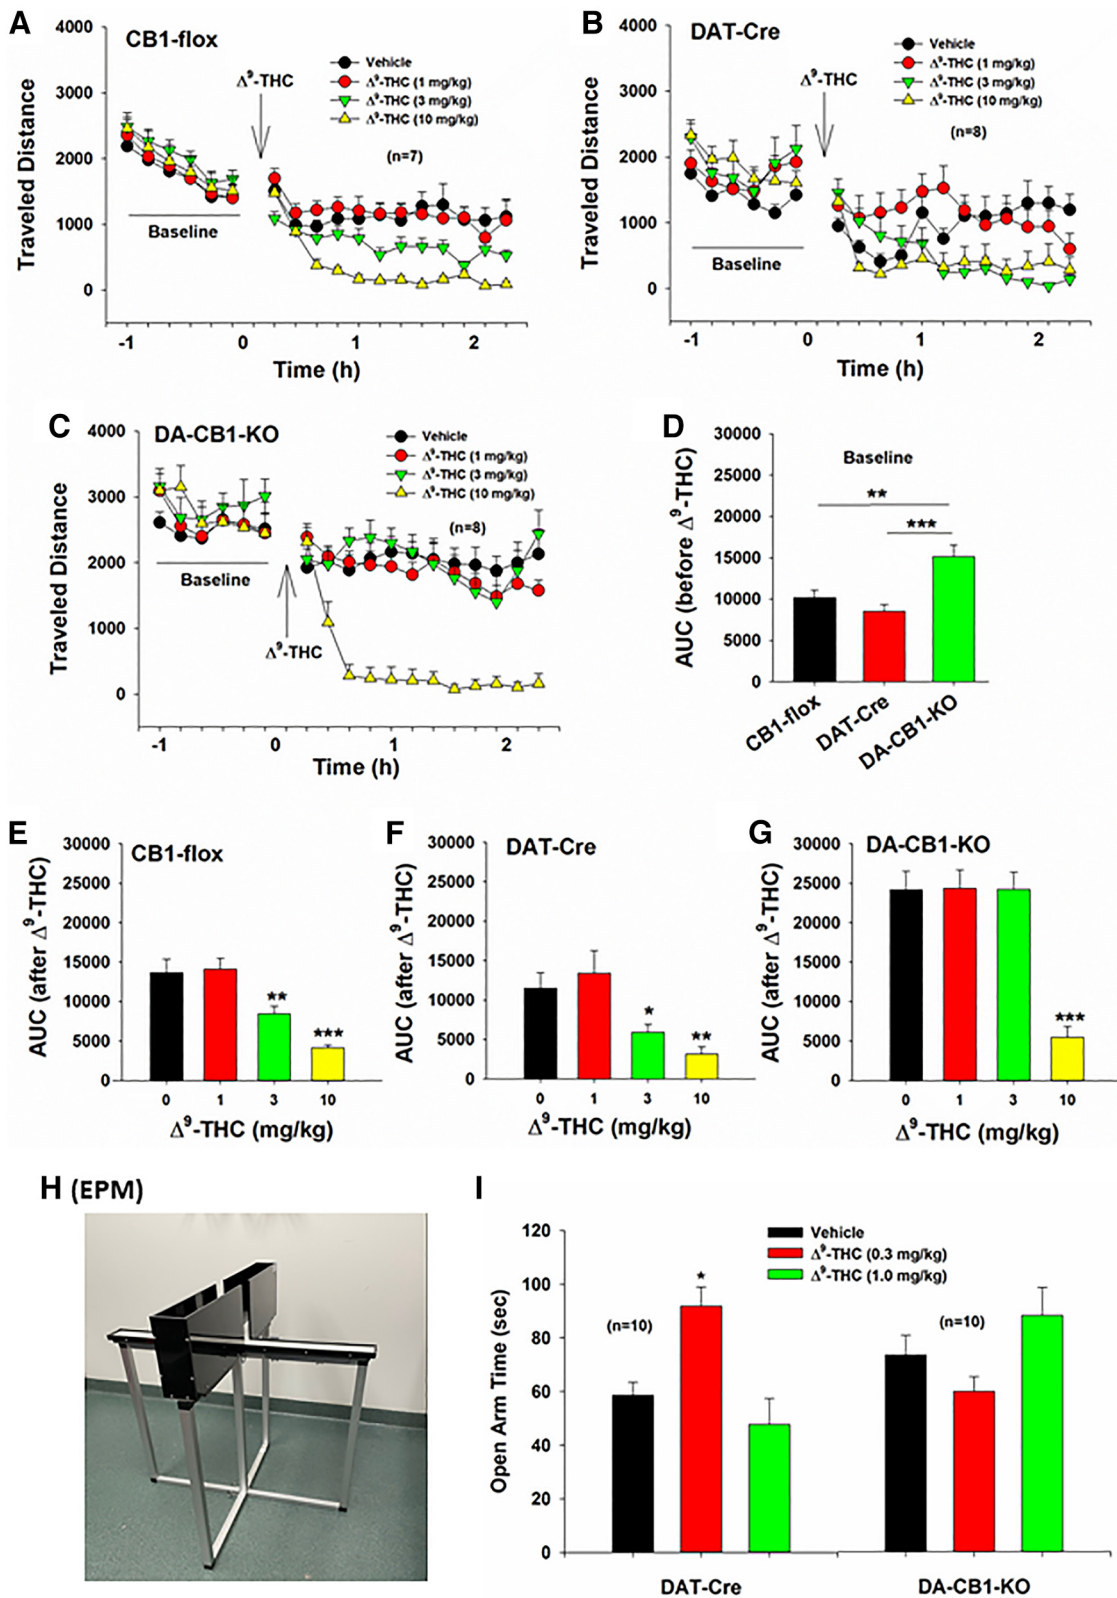 A
CB1-flox
Traveled Distance
4000
3000
2000
1000
0
Δ⁹-THC
Vehicle
Δ⁹-THC (1 mg/kg)
Δ⁹-THC (3 mg/kg)
Δ⁹-THC (10 mg/kg)
(n=7)
Baseline
-1
0
1
2
Time (h)
B
DAT-Cre
Traveled Distance
4000
3000
2000
1000
0
Δ⁹-THC
Vehicle
Δ⁹-THC (1 mg/kg)
Δ⁹-THC (3 mg/kg)
Δ⁹-THC (10 mg/kg)
(n=8)
Baseline
-1
0
1
2
Time (h)
C
DA-CB1-KO
Traveled Distance
4000
3000
2000
1000
0
Vehicle
Δ⁹-THC (1 mg/kg)
Δ⁹-THC (3 mg/kg)
Δ⁹-THC (10 mg/kg)
(n=8)
Baseline
Δ⁹-THC
-1
0
1
2
Time (h)
D
AUC (before Δ⁹-THC)
30000
25000
20000
15000
10000
5000
0
Baseline
**
***
CB1-flox
DAT-Cre
DA-CB1-KO
E
CB1-flox
AUC (after Δ⁹-THC)
30000
25000
20000
15000
10000
5000
0
**
***
0
1
3
10
Δ⁹-THC (mg/kg)
F
DAT-Cre
AUC (after Δ⁹-THC)
30000
25000
20000
15000
10000
5000
0
*
**
0
1
3
10
Δ⁹-THC (mg/kg)
G
DA-CB1-KO
AUC (after Δ⁹-THC)
30000
25000
20000
15000
10000
5000
0
***
0
1
3
10
Δ⁹-THC (mg/kg)
H (EPM)
I
Open Arm Time (sec)
120
100
80
60
40
20
0
Vehicle
Δ⁹-THC (0.3 mg/kg)
Δ⁹-THC (1.0 mg/kg)
*
(n=10)
(n=10)
DAT-Cre
DA-CB1-KO